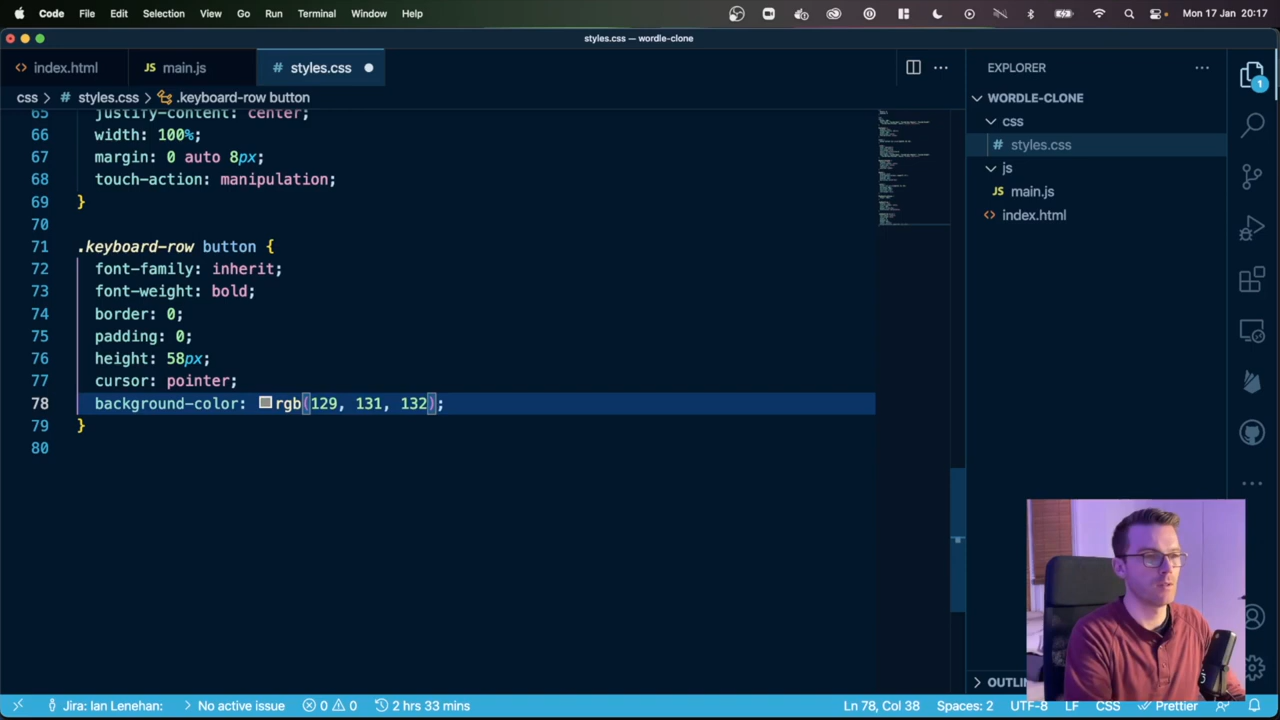 Code File Edit Selection View Go Run Terminal Window Help Mon 17 Jan 20:17
styles.css — wordle-clone
index.html main.js styles.css
css > styles.css > .keyboard-row button
65 justify-content: center;
66 width: 100%;
67 margin: 0 auto 8px;
68 touch-action: manipulation;
69 }
70
71 .keyboard-row button {
72 font-family: inherit;
73 font-weight: bold;
74 border: 0;
75 padding: 0;
76 height: 58px;
77 cursor: pointer;
78 background-color: rgb(129, 131, 132);
79 }
80
EXPLORER
WORDLE-CLONE
css
# styles.css
js
JS main.js
index.html
1
OUTLIN
Jira: Ian Lenehan: No active issue 0 0 2 hrs 33 mins Ln 78, Col 38 Spaces: 2 UTF-8 LF CSS Prettier